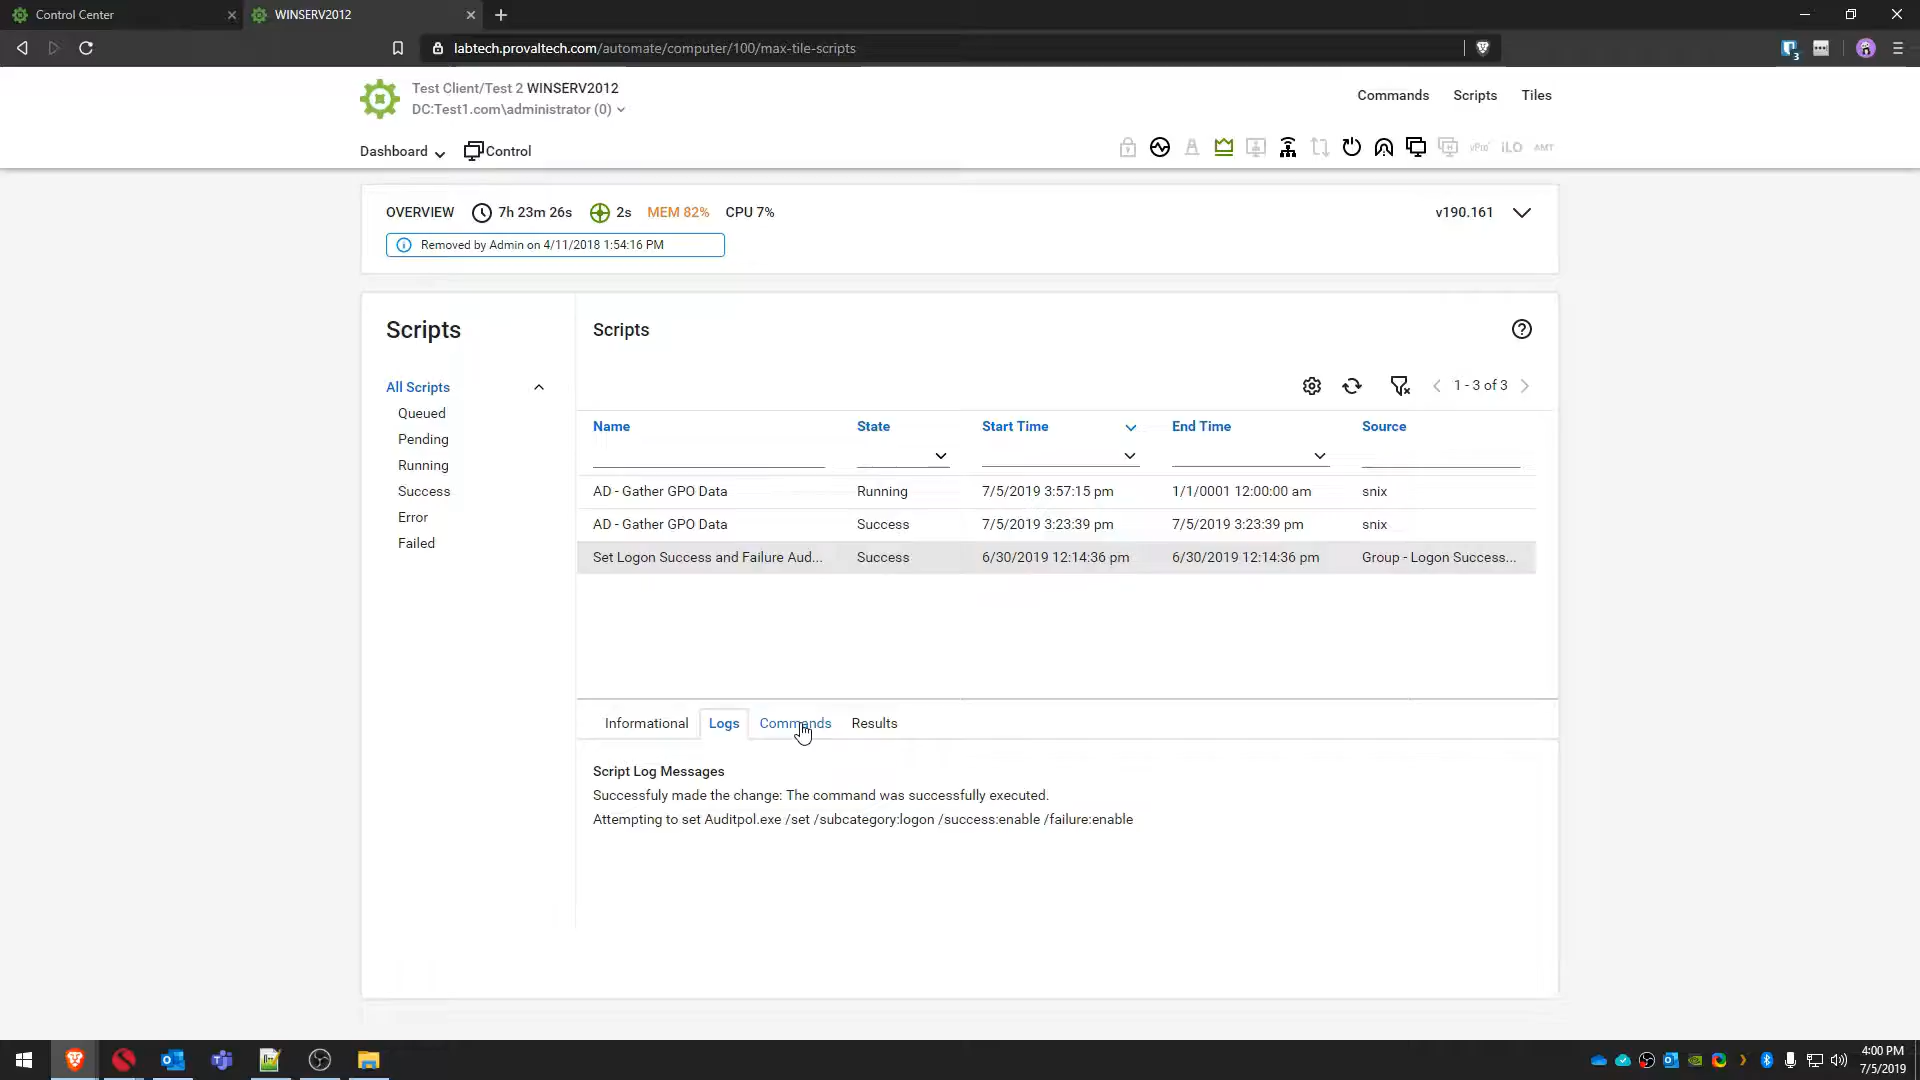 Control Center
WINSERV2012
labtech.provaltech.com/automate/computer/100/max-tile-scripts
3
Test Client/Test 2 WINSERV2012
DC:Test1.com\administrator (0)
Commands Scripts Tiles
Dashboard Control
vPro iLO AMT
OVERVIEW 7h 23m 26s 2s MEM 82% CPU 7% v190.161
Removed by Admin on 4/11/2018 1:54:16 PM
Scripts
All Scripts
Queued
Pending
Running
Success
Error
Failed
Scripts
1 - 3 of 3
Name State Start Time End Time Source
AD - Gather GPO Data Running 7/5/2019 3:57:15 pm 1/1/0001 12:00:00 am snix
AD - Gather GPO Data Success 7/5/2019 3:23:39 pm 7/5/2019 3:23:39 pm snix
Set Logon Success and Failure Aud... Success 6/30/2019 12:14:36 pm 6/30/2019 12:14:36 pm Group - Logon Success...
Informational Logs Commands Results
Script Log Messages
Successfuly made the change: The command was successfully executed.
Attempting to set Auditpol.exe /set /subcategory:logon /success:enable /failure:enable
4:00 PM
7/5/2019